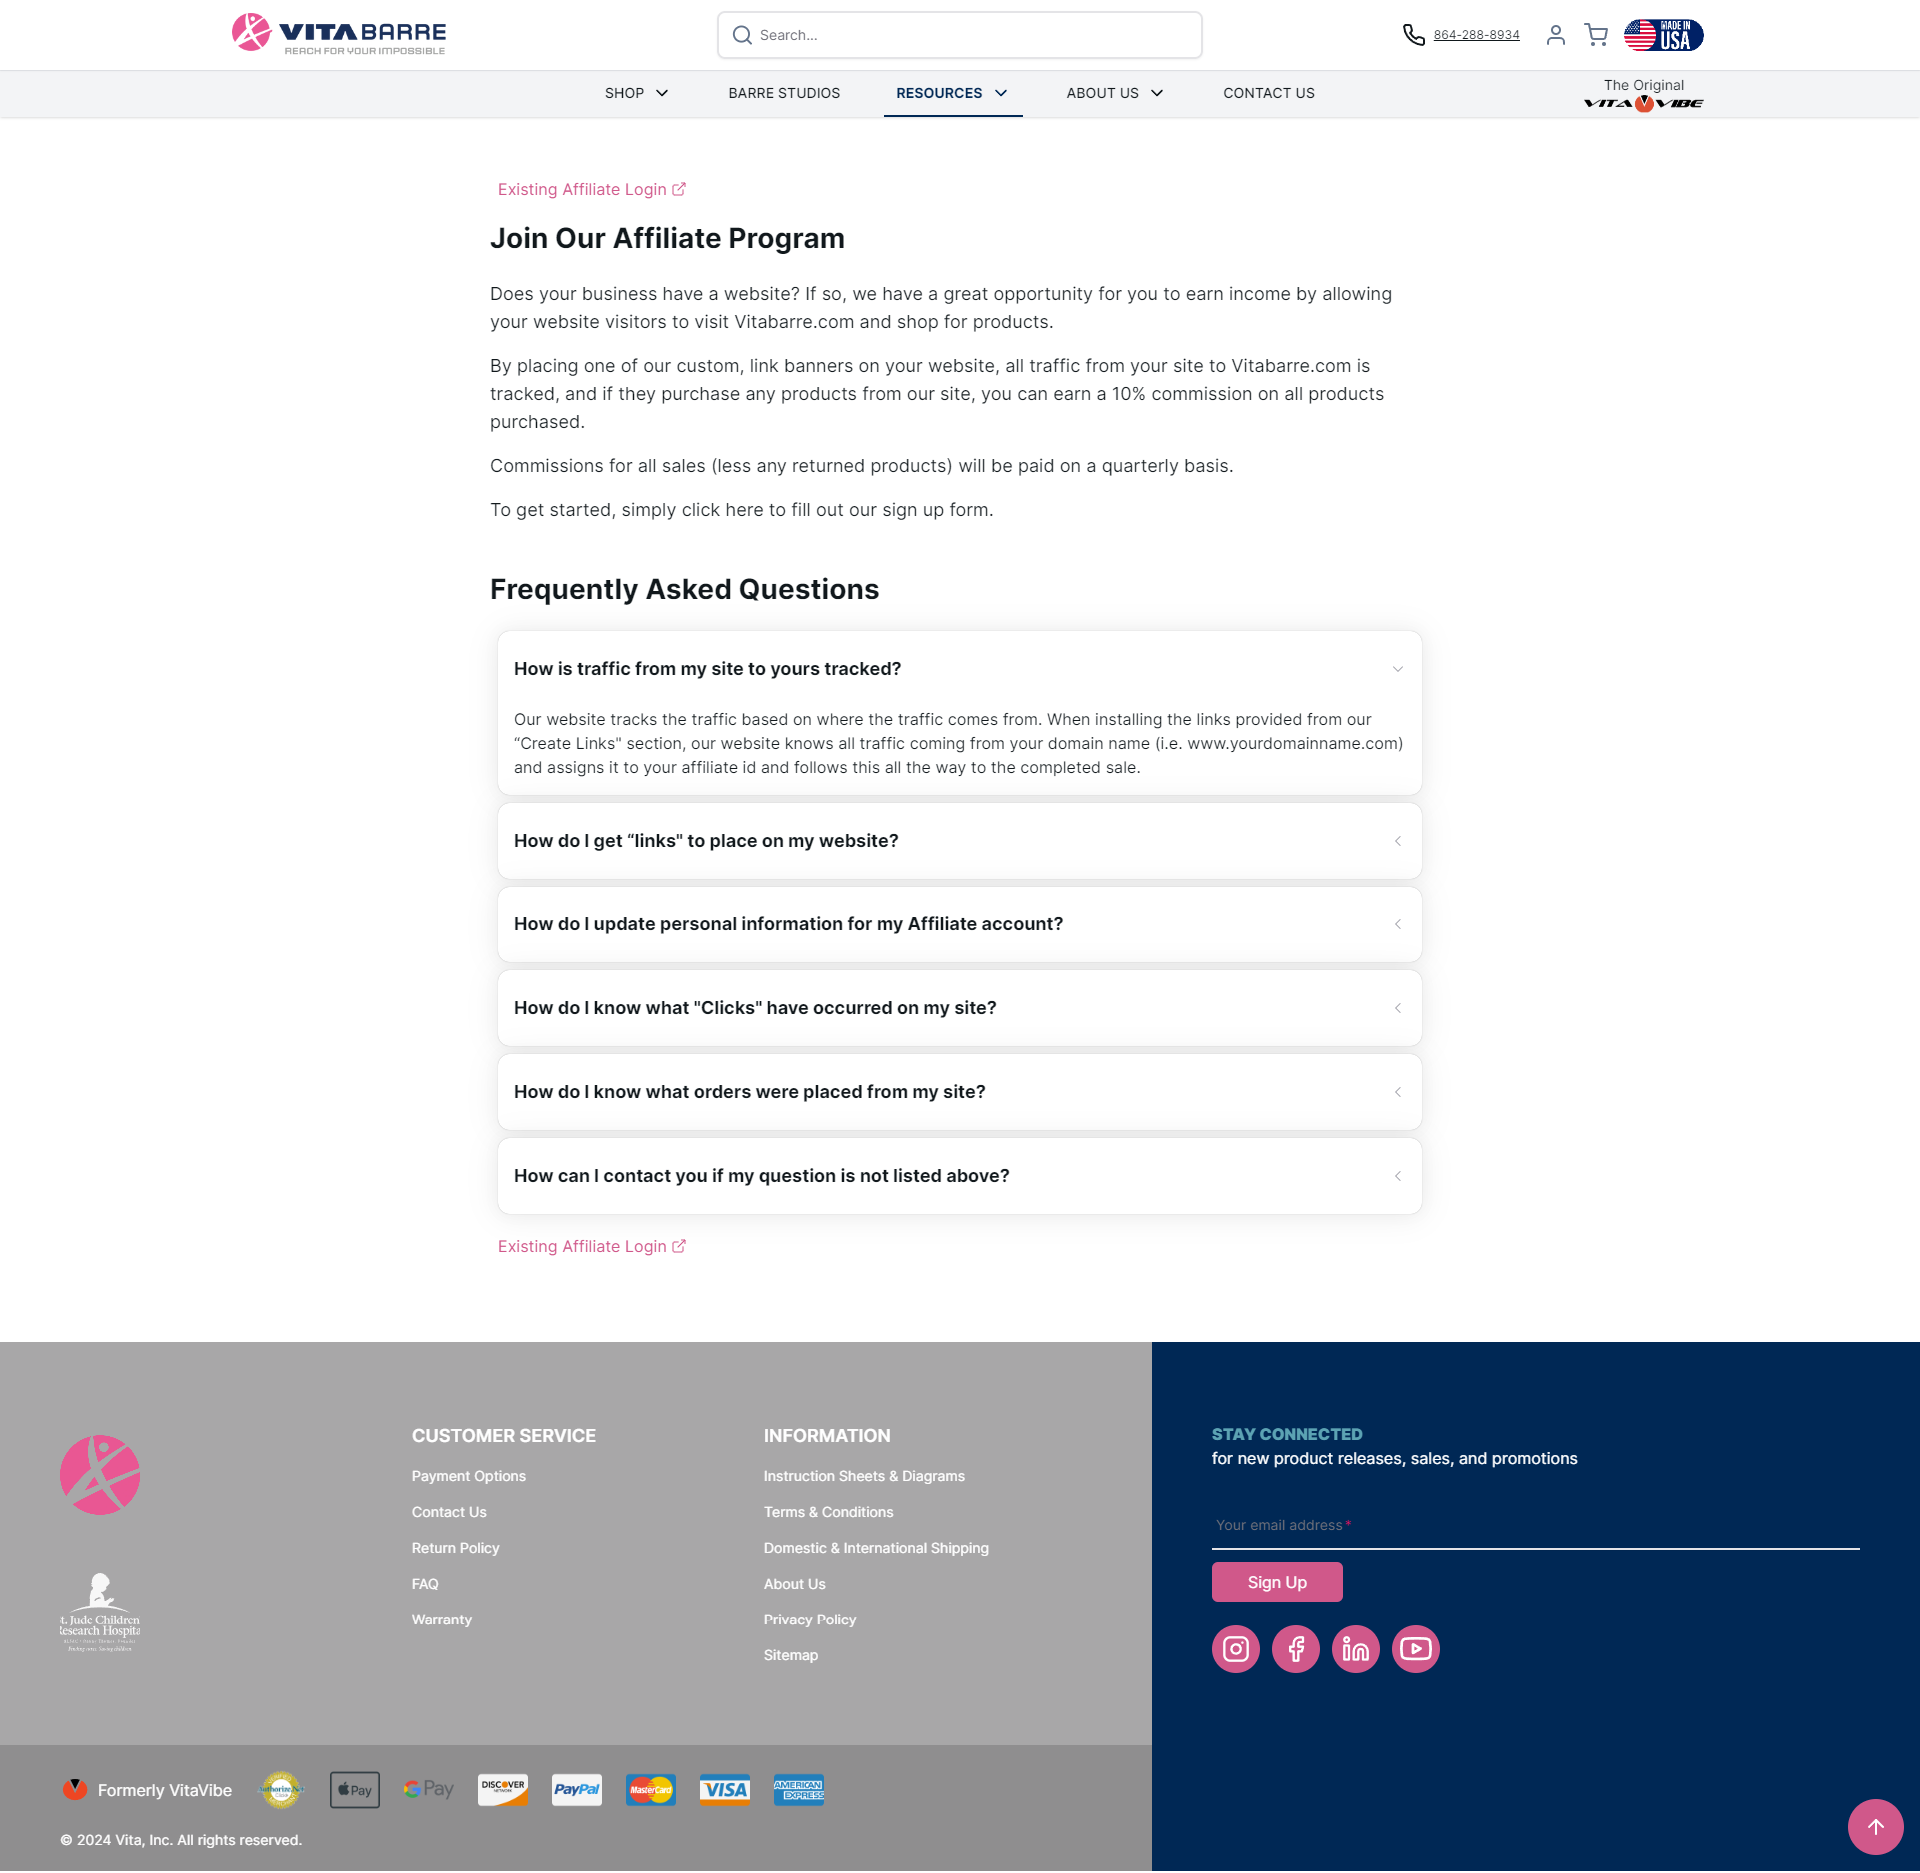 VITABARRE
REACH FOR YOUR IMPOSSIBLE
Search...
864-288-8934
MADE IN
USA
SHOP
BARRE STUDIOS
RESOURCES
ABOUT US
CONTACT US
The Original
VITA VIBE
Existing Affiliate Login
Join Our Affiliate Program
Does your business have a website? If so, we have a great opportunity for you to earn income by allowing
your website visitors to visit Vitabarre.com and shop for products.
By placing one of our custom, link banners on your website, all traffic from your site to Vitabarre.com is
tracked, and if they purchase any products from our site, you can earn a 10% commission on all products
purchased.
Commissions for all sales (less any returned products) will be paid on a quarterly basis.
To get started, simply click here to fill out our sign up form.
Frequently Asked Questions
How is traffic from my site to yours tracked?
Our website tracks the traffic based on where the traffic comes from. When installing the links provided from our
“Create Links" section, our website knows all traffic coming from your domain name (i.e. www.yourdomainname.com)
and assigns it to your affiliate id and follows this all the way to the completed sale.
How do I get “links" to place on my website?
How do I update personal information for my Affiliate account?
How do I know what "Clicks" have occurred on my site?
How do I know what orders were placed from my site?
How can I contact you if my question is not listed above?
Existing Affiliate Login
CUSTOMER SERVICE
Payment Options
Contact Us
Return Policy
FAQ
Warranty
INFORMATION
Instruction Sheets & Diagrams
Terms & Conditions
Domestic & International Shipping
About Us
Privacy Policy
Sitemap
STAY CONNECTED
for new product releases, sales, and promotions
Your email address*
Sign Up
t. Jude Children
Research Hospita
Formerly VitaVibe
Authorize.Net
Pay
G Pay
DISCOVER
NETWORK
PayPal
MasterCard
VISA
AMERICAN
EXPRESS
© 2024 Vita, Inc. All rights reserved.